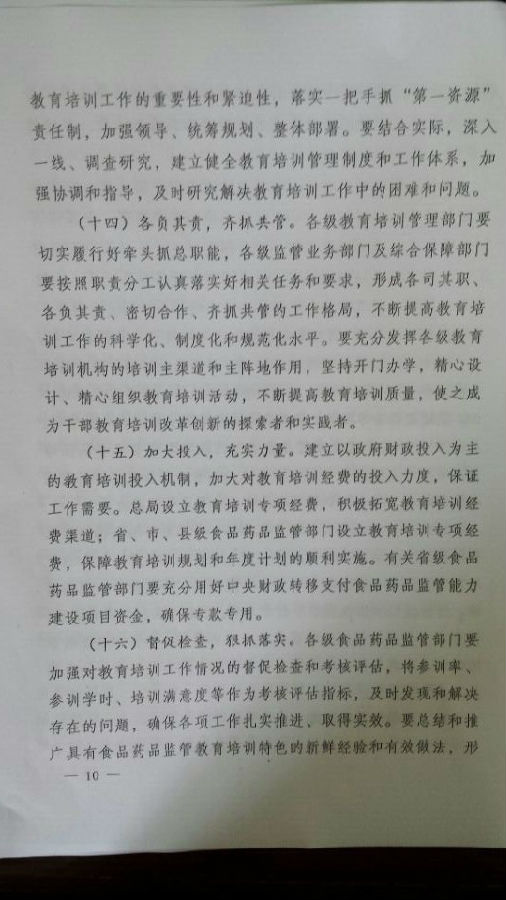 教育培训工作的重要性和紧迫性，落实一把手抓“第一资源”
责任制，加强领导、统筹规划、整体部署。要结合实际，深入
一线、调查研究，建立健全教育培训管理制度和工作体系，加
强协调和指导，及时研究解决教育培训工作中的困难和问题。
（十四）各负其责，齐抓共管。各级教育培训管理部门要
切实履行好牵头抓总职能，各级监管业务部门及综合保障部门
要按照职责分工认真落实好相关任务和要求，形成各司其职、
各负其责、密切合作、齐抓共管的工作格局，不断提高教育培
训工作的科学化、制度化和规范化水平。要充分发挥各级教育
培训机构的培训主渠道和主阵地作用，坚持开门办学，精心设
计、精心组织教育培训活动，不断提高教育培训质量，使之成
为干部教育培训改革创新的探索者和实践者。
（十五）加大投入，充实力量。建立以政府财政投入为主
的教育培训投入机制，加大对教育培训经费的投入力度，保证
工作需要。总局设立教育培训专项经费，积极拓宽教育培训经
费渠道；省、市、县级食品药品监管部门设立教育培训专项经
费，保障教育培训规划和年度计划的顺利实施。有关省级食品
药品监管部门要充分用好中央财政转移支付食品药品监管能力
建设项目资金，确保专款专用。
（十六）督促检查，狠抓落实。各级食品药品监管部门要
加强对教育培训工作情况的督促检查和考核评估，将参训率、
参训学时、培训满意度等作为考核评估指标，及时发现和解决
存在的问题，确保各项工作扎实推进、取得实效。要总结和推
广具有食品药品监管教育培训特色的新鲜经验和有效做法，形
— 10 —